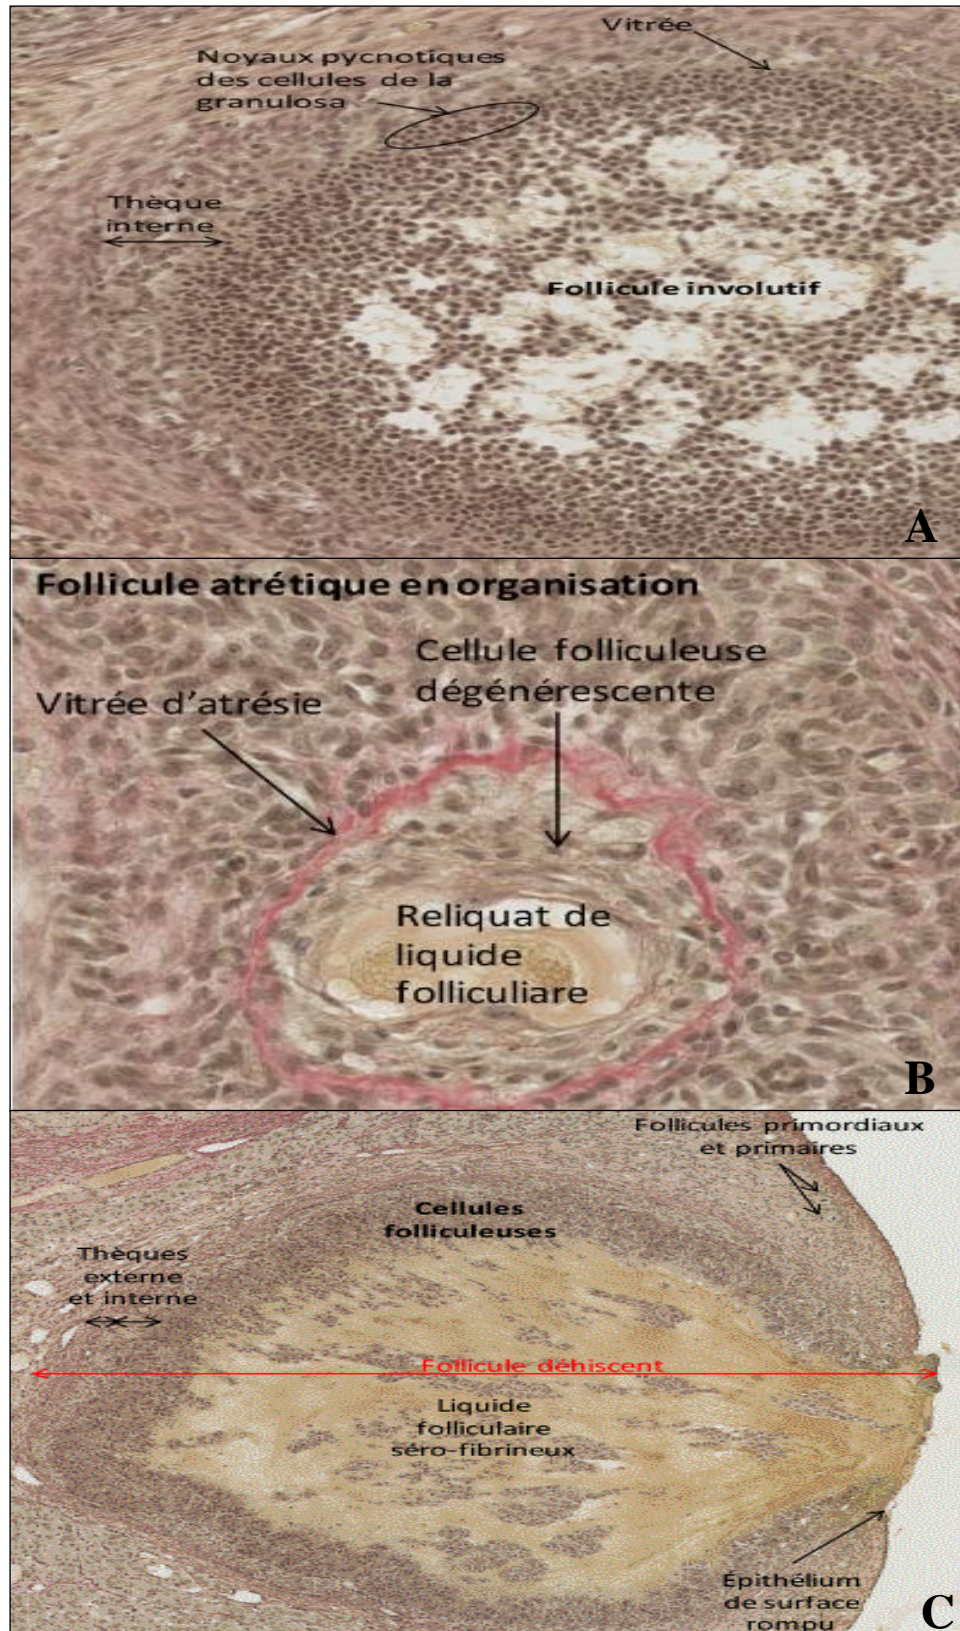 Vitrée
Noyaux pycnotiques
des cellules de la
granulosa
Thèque
interne
Follicule involutif
A
Follicule atrétique en organisation
Cellule folliculeuse
dégénérescente
Vitrée d'atrésie
Reliquat de
liquide
folliculiare
B
Follicules primordiaux
et primaires
Cellules
folliculeuses
Thèques
externe
et interne
Follicule déhiscent
Liquide
folliculaire
séro-fibrineux
Épithélium
de surface
rompu
C